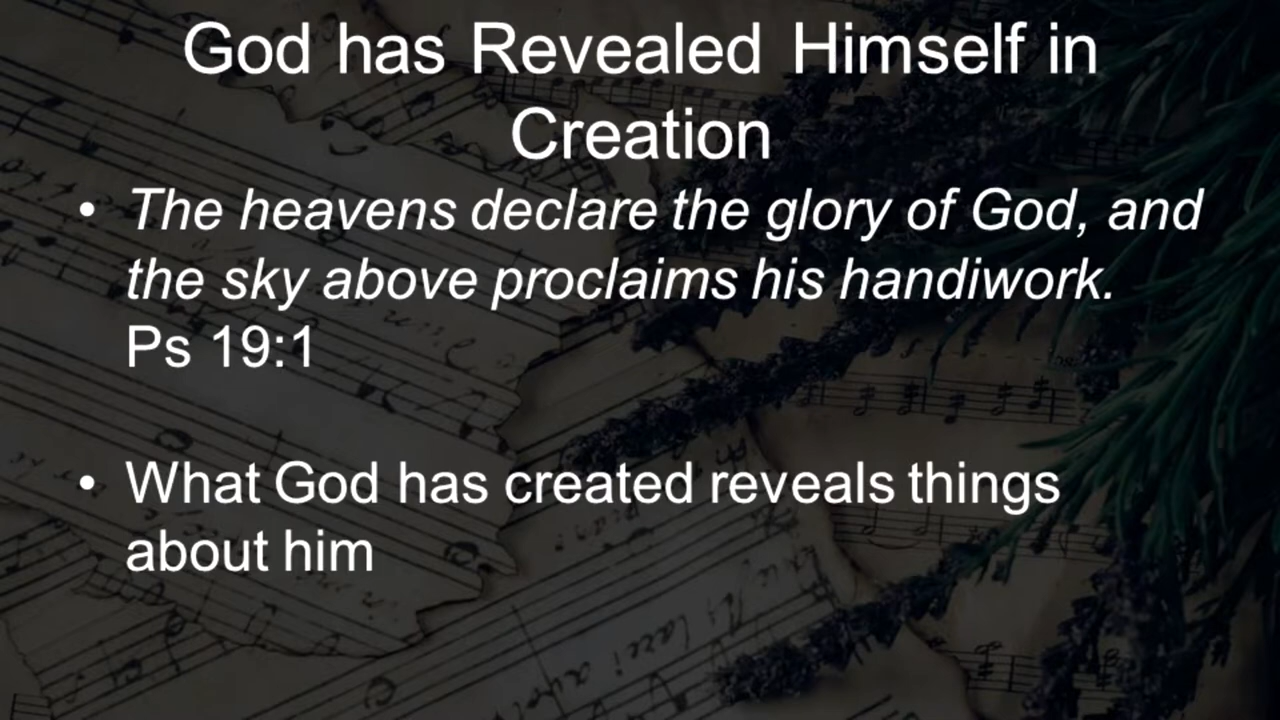 God has Revealed Himself in
Creation
• The heavens declare the glory of God, and
the sky above proclaims his handiwork.
Ps 19:1
• What God has created reveals things
about him